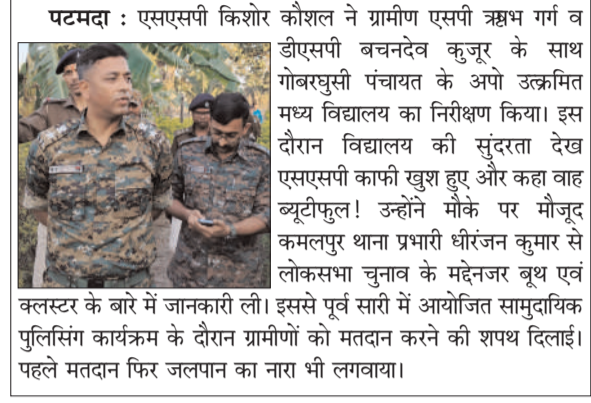 पटमदा : एसएसपी किशोर कौशल ने ग्रामीण एसपी ऋषभ गर्ग व
डीएसपी बचनदेव कुजूर के साथ
गोबरघुसी पंचायत के अपो उत्क्रमित
मध्य विद्यालय का निरीक्षण किया। इस
दौरान विद्यालय की सुंदरता देख
एसएसपी काफी खुश हुए और कहा वाह
ब्यूटीफुल! उन्होंने मौके पर मौजूद
कमलपुर थाना प्रभारी धीरंजन कुमार से
लोकसभा चुनाव के मद्देनजर बूथ एवं
क्लस्टर के बारे में जानकारी ली। इससे पूर्व सारी में आयोजित सामुदायिक
पुलिसिंग कार्यक्रम के दौरान ग्रामीणों को मतदान करने की शपथ दिलाई।
पहले मतदान फिर जलपान का नारा भी लगवाया।